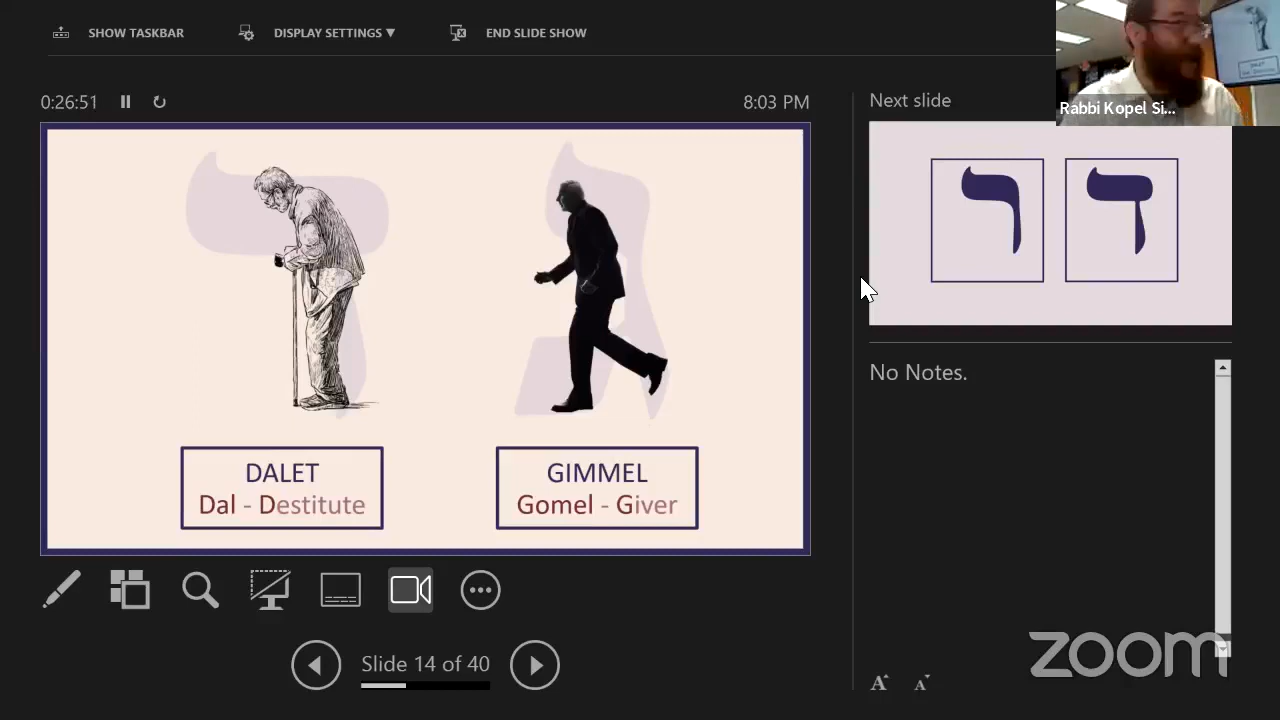 SHOW TASKBAR
DISPLAY SETTINGS ▼
END SLIDE SHOW
0:26:51
8:03 PM
Next slide
Rabbi Kopel Si...
ד
ג
DALET
Dal - Destitute
GIMMEL
Gomel - Giver
ר
ד
No Notes.
Slide 14 of 40
A
A
zoom